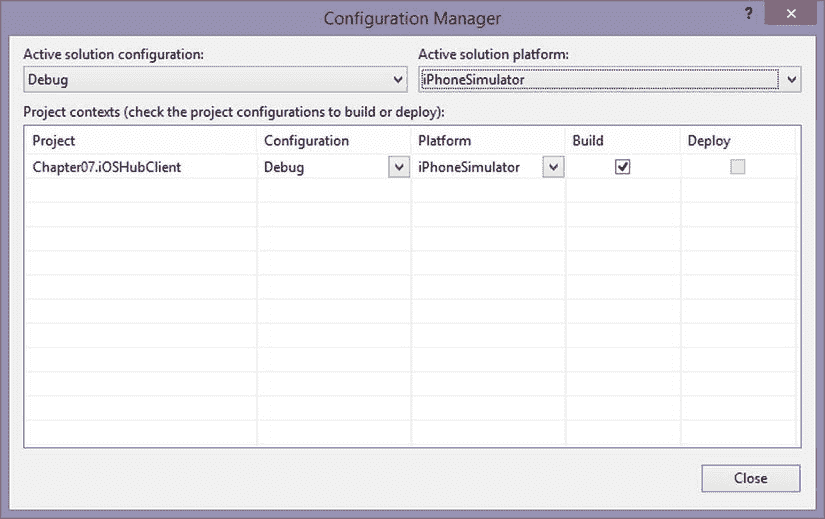 Configuration Manager
?
Active solution configuration:
Active solution platform:
Debug
iPhoneSimulator
Project contexts (check the project configurations to build or deploy):
Project Configuration Platform Build Deploy
Chapter07.iOSHubClient Debug iPhoneSimulator
Close